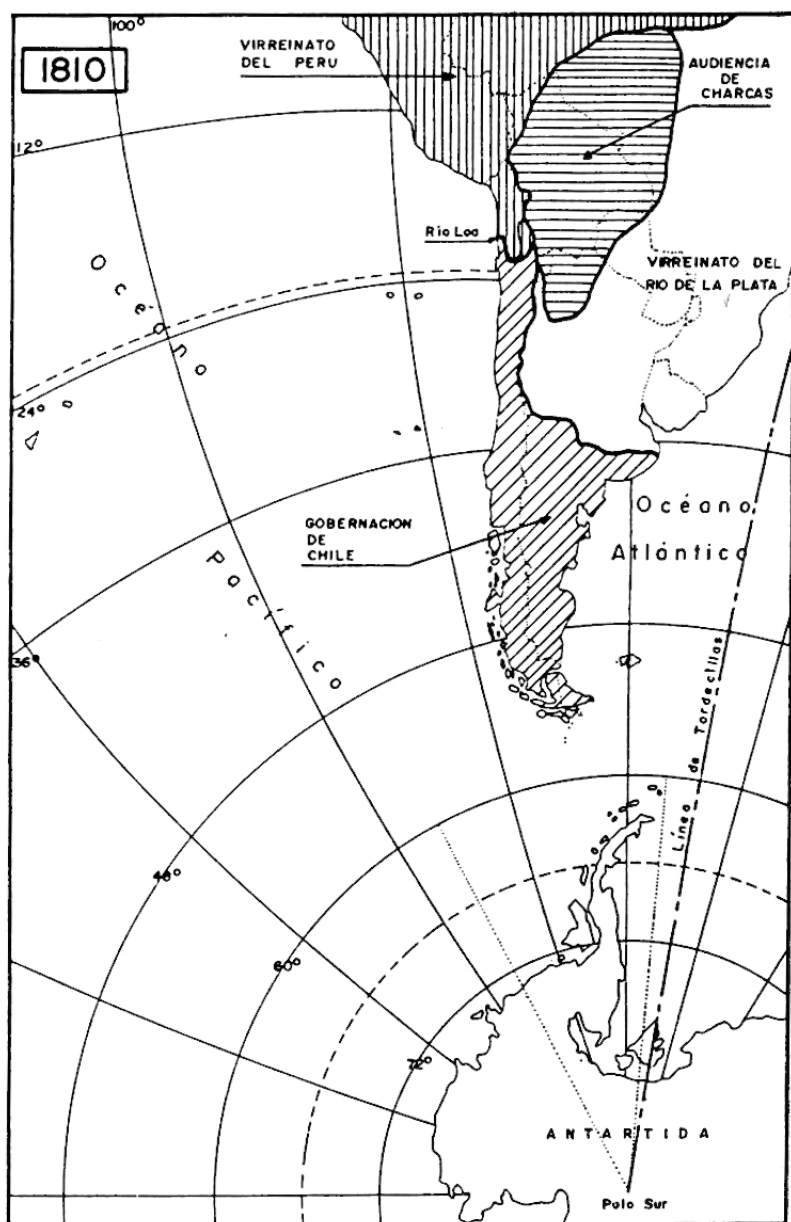 100°
1810
VIRREINATO
DEL PERU
AUDIENCIA
DE
CHARCAS
12°
Río Loa
Océano
VIRREINATO DEL
RIO DE LA PLATA
24°
GOBERNACION
DE
CHILE
Océano
Atlántico
Pacífico
36°
Línea de Tordecillas
48°
60°
72°
ANTARTIDA
Polo Sur